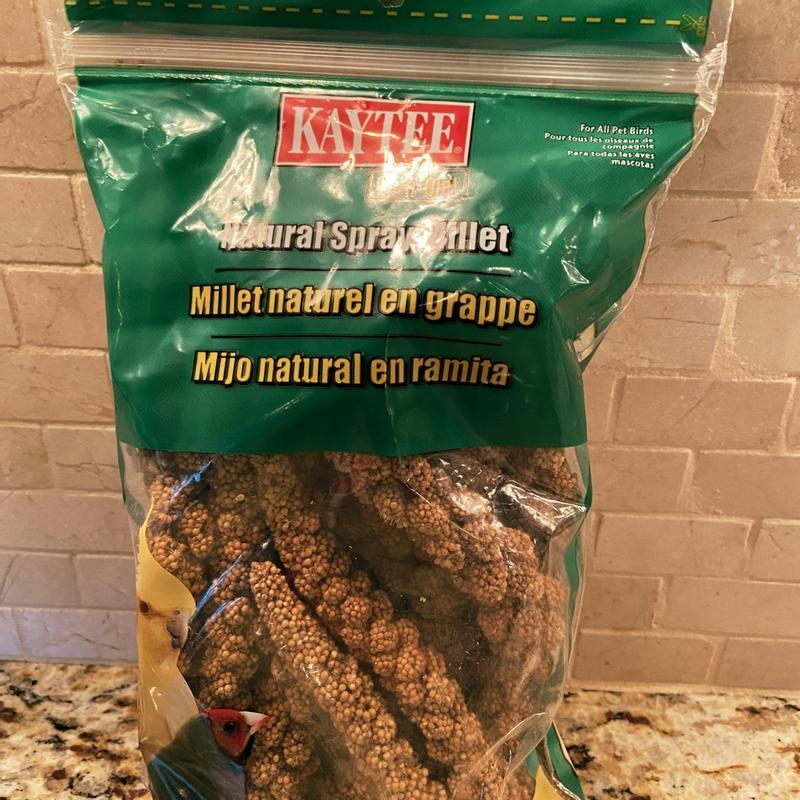 KAYTEE
For All Pet Birds
Pour tous les oiseaux de
compagnie
Para todas las aves
mascotas
Natural Spray Millet
Millet naturel en grappe
Mijo natural en ramita